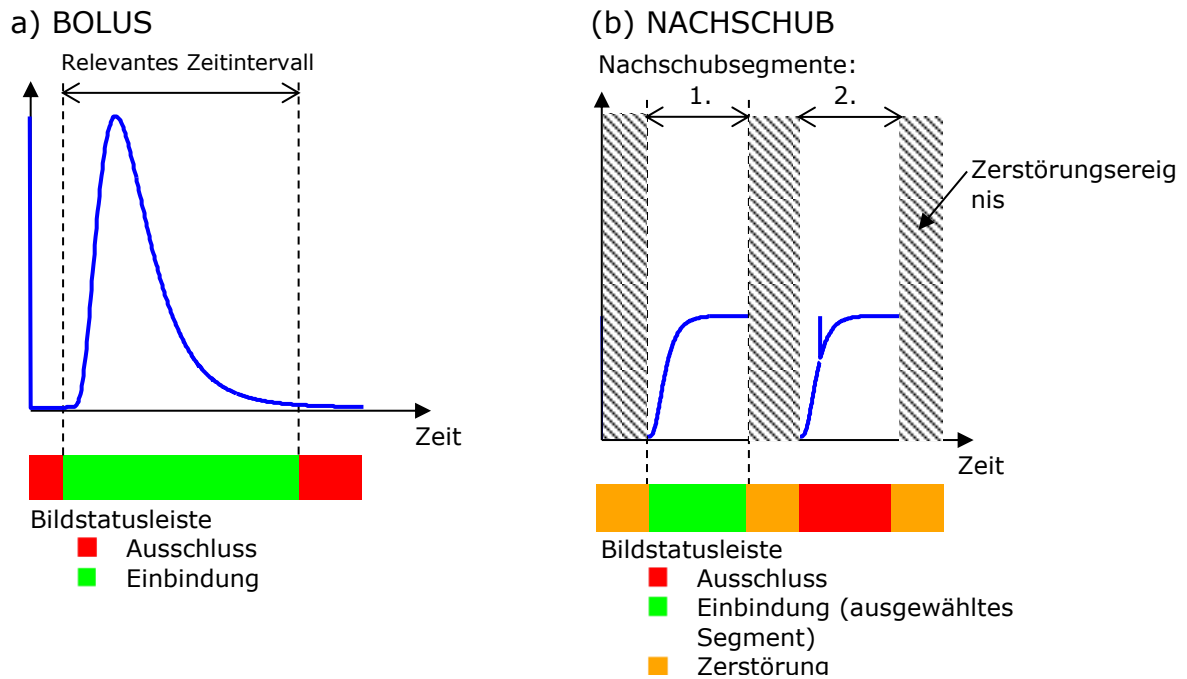 a) BOLUS
Relevantes Zeitintervall
Zeit
Bildstatusleiste
Ausschluss
Einbindung
(b) NACHSCHUB
Nachschubsegmente:
1.
2.
Zerstörungsereig
nis
Zeit
Bildstatusleiste
Ausschluss
Einbindung (ausgewähltes
Segment)
Zerstörung